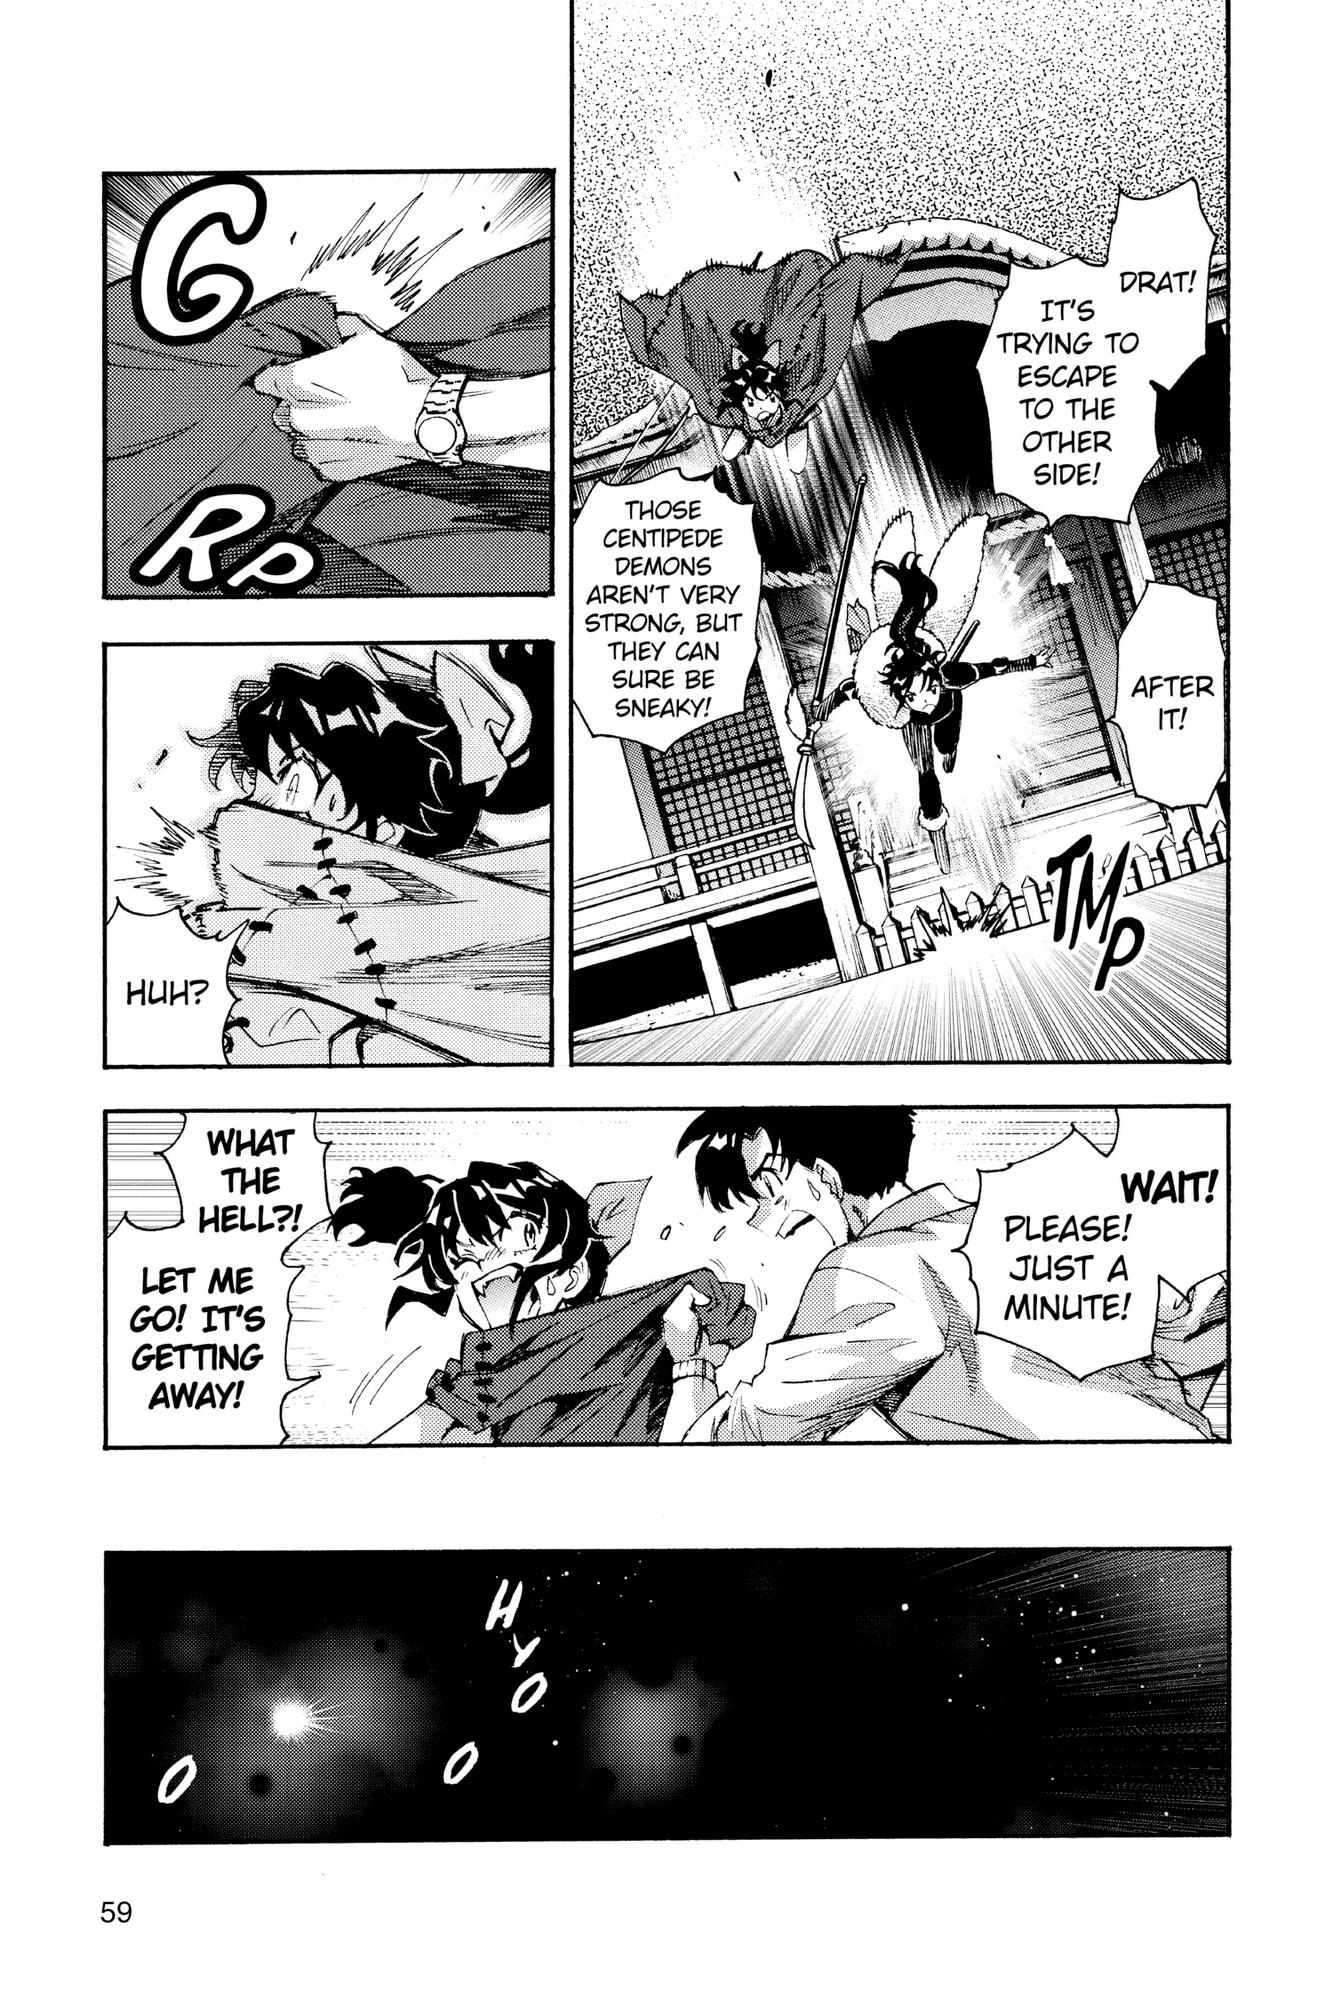 DRAT!
IT'S
TRYING TO
ESCAPE
TO THE
OTHER
SIDE!
THOSE
CENTIPEDE
DEMONS
AREN'T VERY
STRONG, BUT
THEY CAN
SURE BE
SNEAKY!
AFTER
IT!
TMP
G
RP
HUH?
WAIT!
PLEASE!
JUST A
MINUTE!
WHAT
THE
HELL?!
LET ME
GO! IT'S
GETTING
AWAY!
HYO
O
O
59